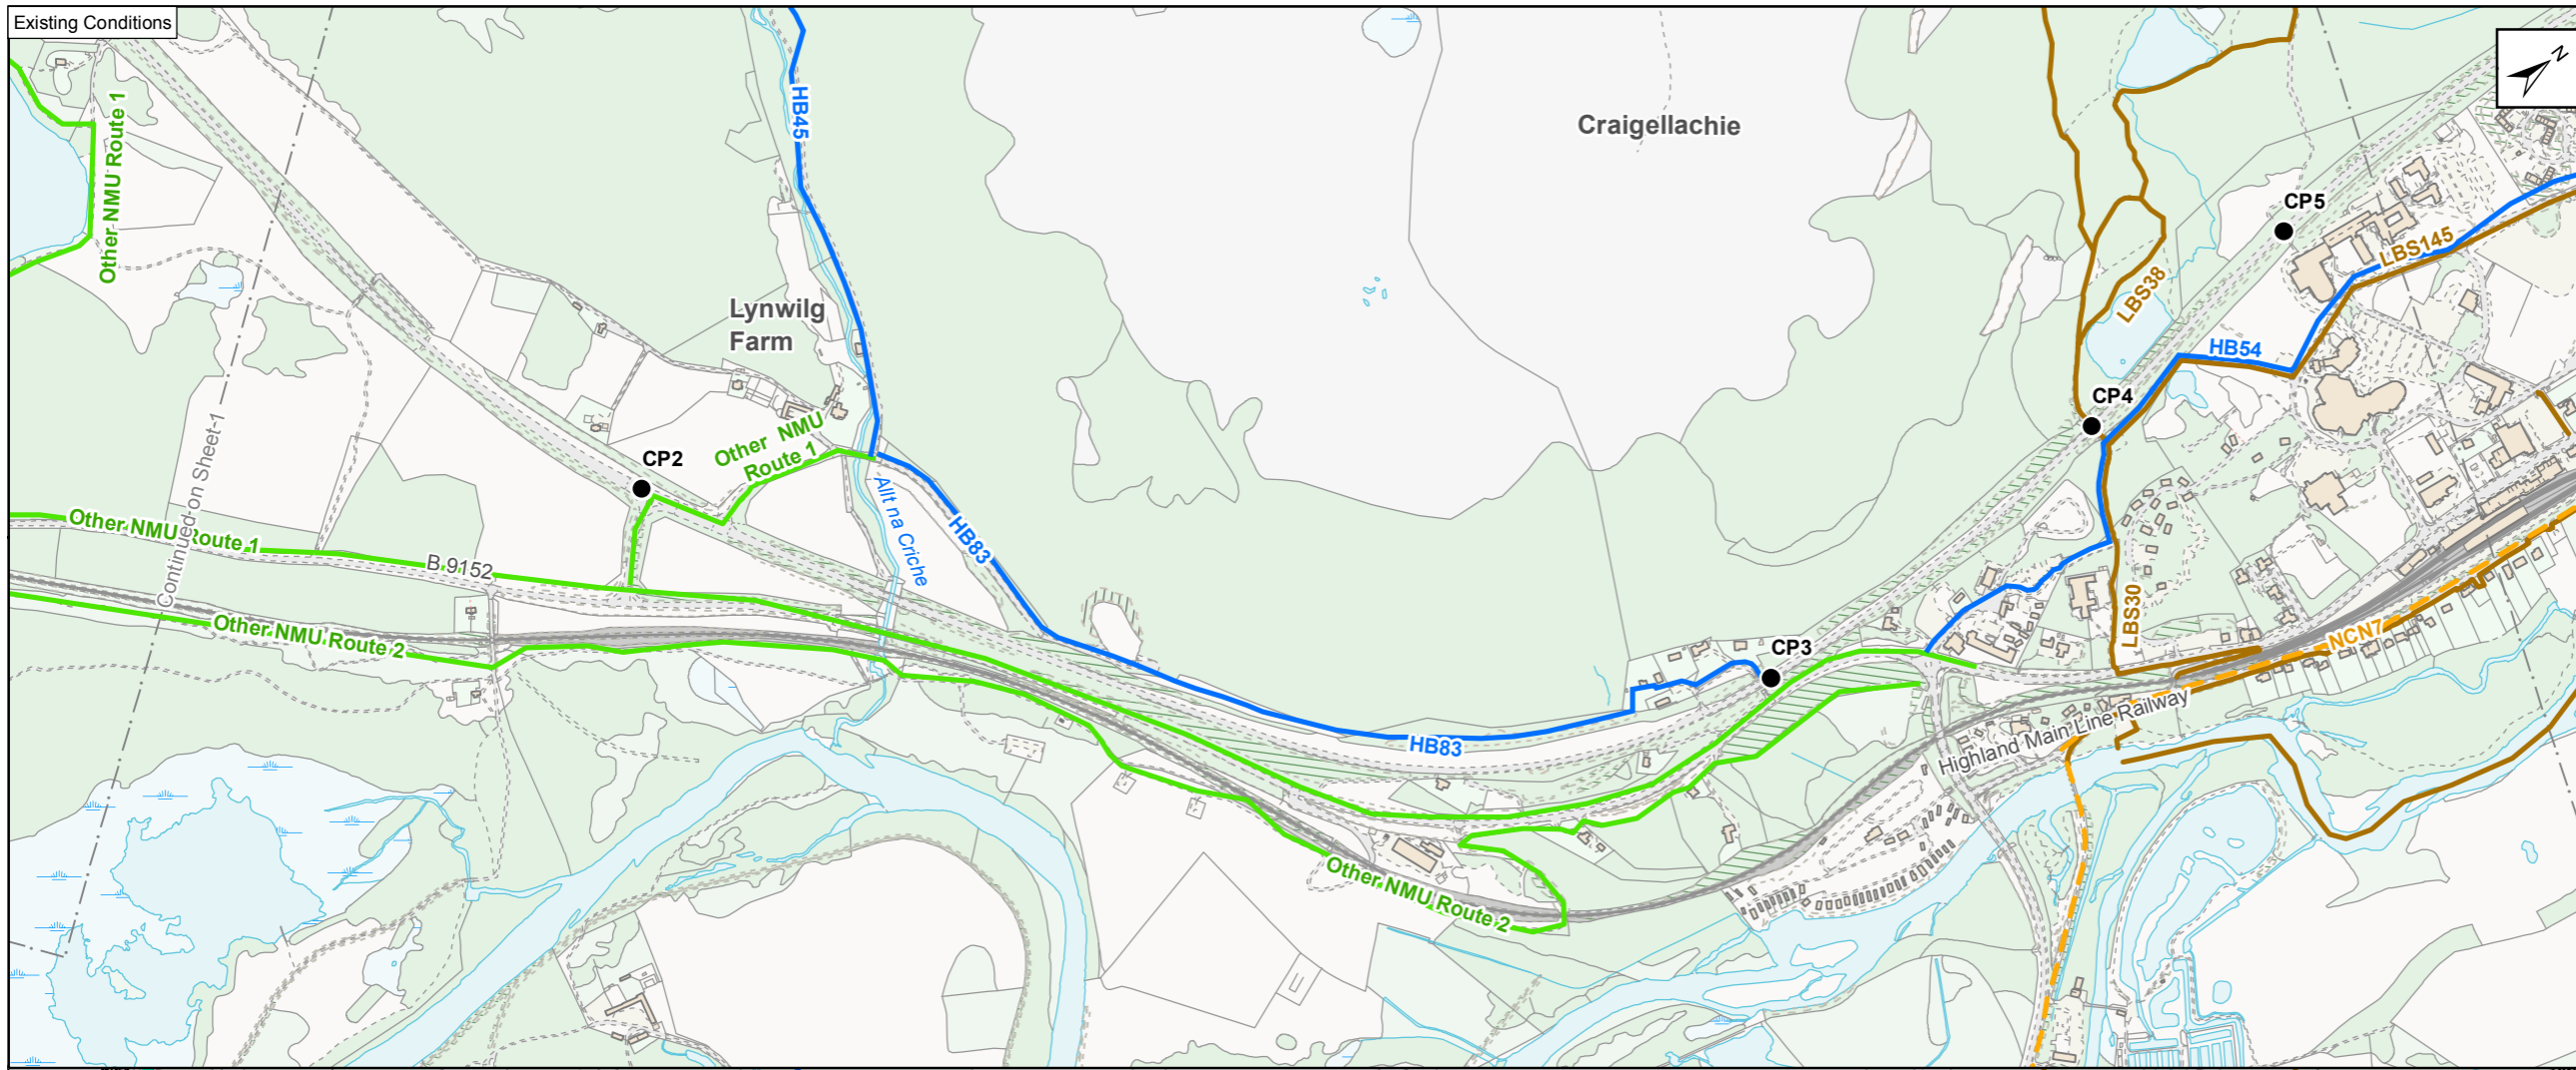 Existing Conditions
N
Other NMU Route 1
HB45
Craigellachie
CP5
LBS145
LBS38
Lynwilg
Farm
HB54
CP4
Other NMU
Route 1
CP2
Continued on Sheet-1
Allt na Criche
HB83
Other NMU Route 1
B 9152
LBS30
Other NMU Route 2
NCN7
CP3
HB83
Highland Main Line Railway
Other NMU Route 2